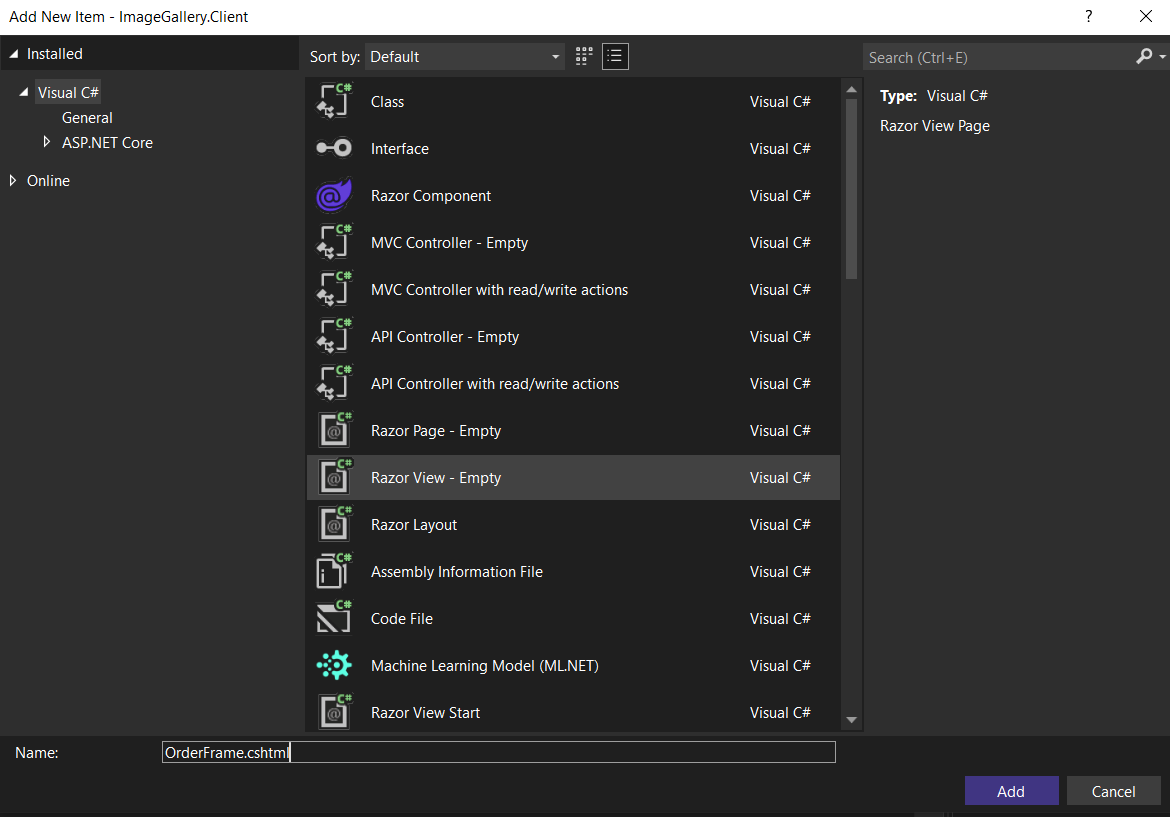 Add New Item - ImageGallery.Client
?
Installed
Visual C#
General
ASP.NET Core
Online
Sort by: Default
Class Visual C#
Interface Visual C#
Razor Component Visual C#
MVC Controller - Empty Visual C#
MVC Controller with read/write actions Visual C#
API Controller - Empty Visual C#
API Controller with read/write actions Visual C#
Razor Page - Empty Visual C#
Razor View - Empty Visual C#
Razor Layout Visual C#
Assembly Information File Visual C#
Code File Visual C#
Machine Learning Model (ML.NET) Visual C#
Razor View Start Visual C#
Search (Ctrl+E)
Type: Visual C#
Razor View Page
Name: OrderFrame.cshtml
Add Cancel